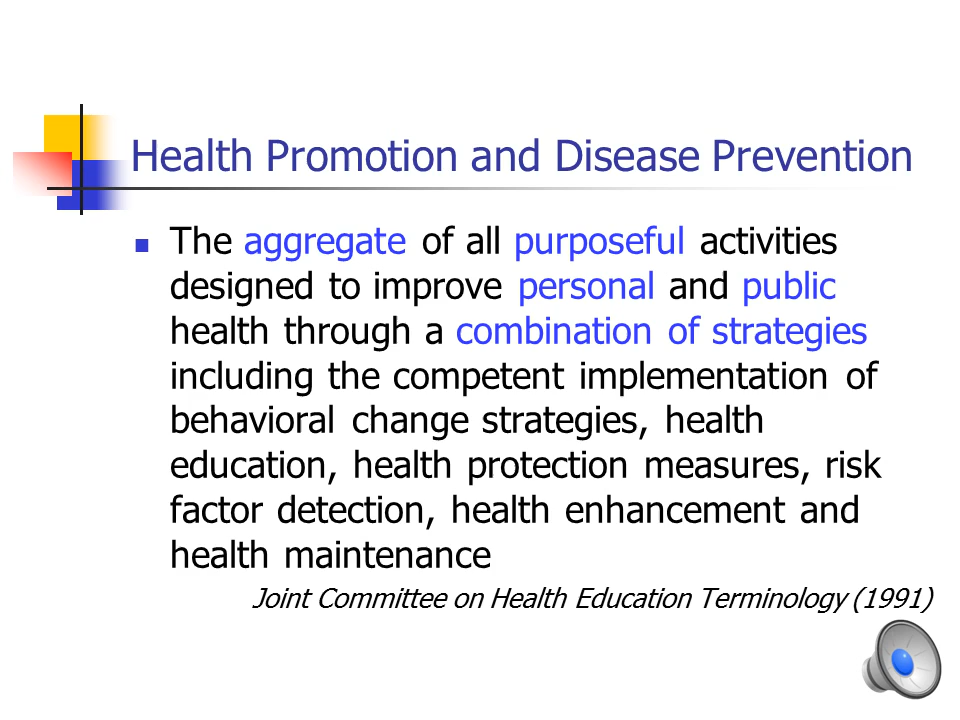 Health Promotion and Disease Prevention
The aggregate of all purposeful activities
designed to improve personal and public
health through a combination of strategies
including the competent implementation of
behavioral change strategies, health
education, health protection measures, risk
factor detection, health enhancement and
health maintenance
Joint Committee on Health Education Terminology (1991)